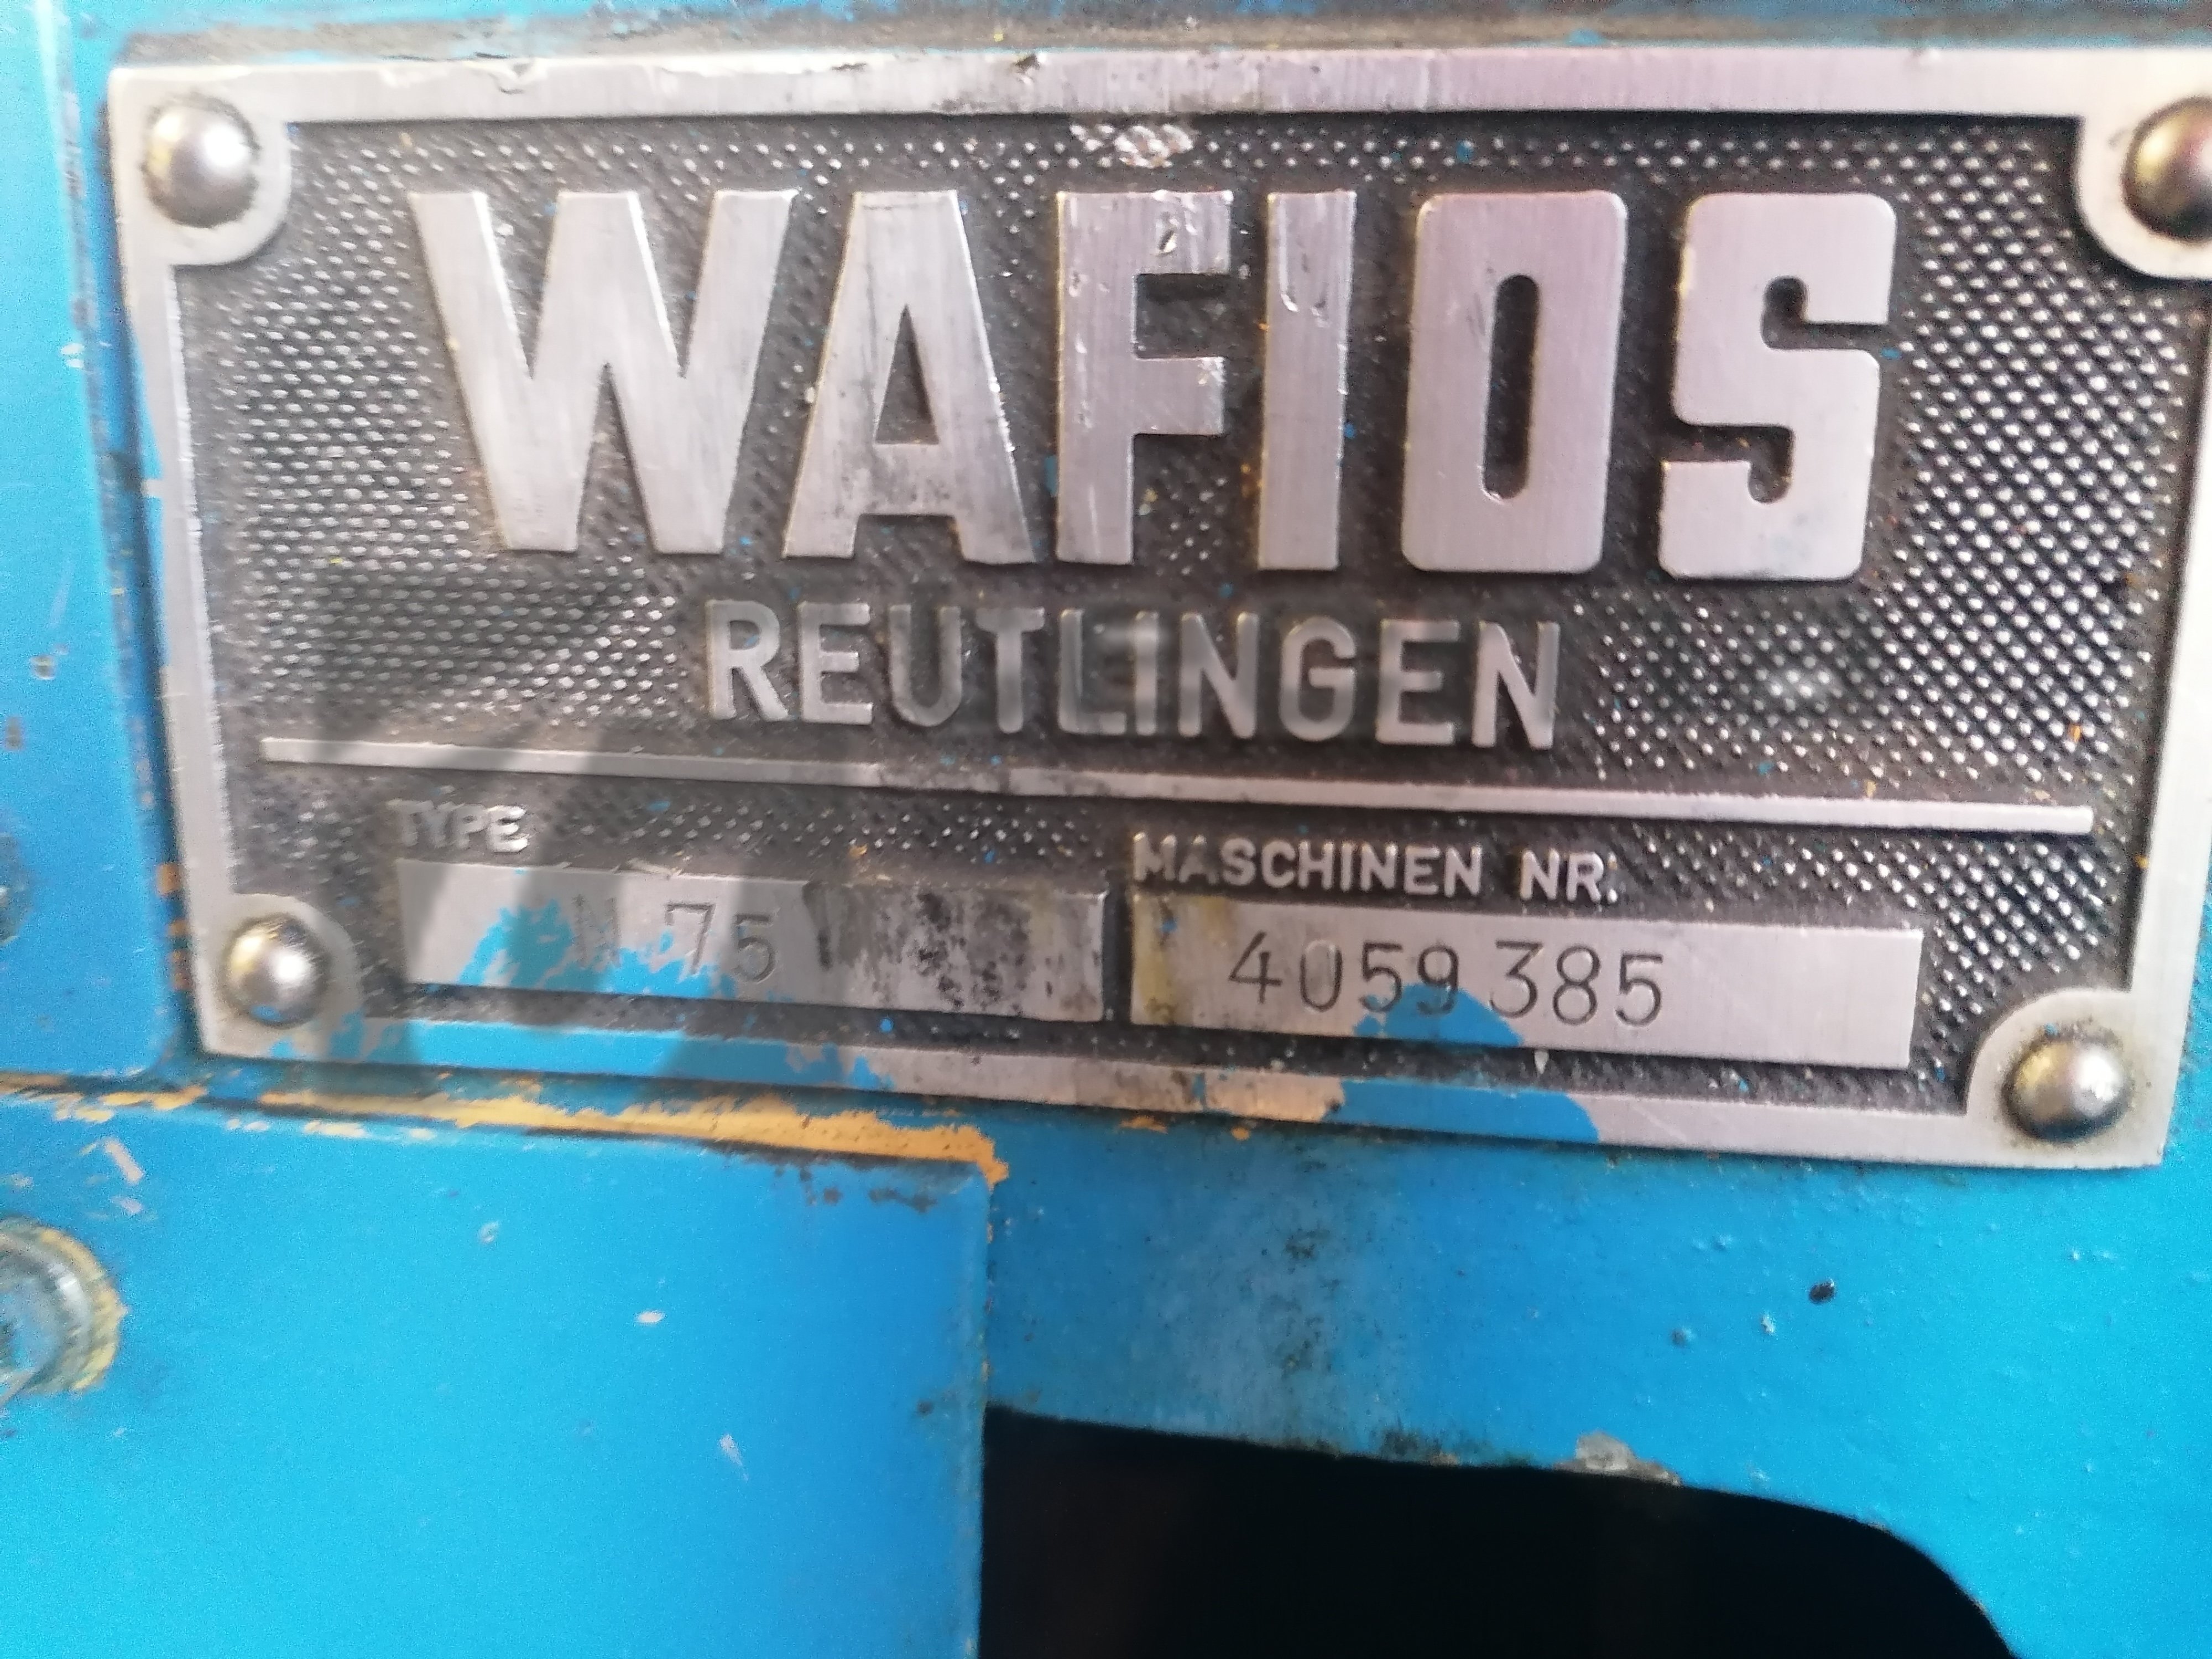 WAFIOS
REUTLINGEN
TYPE
N 75
MASCHINEN NR:
4059 385